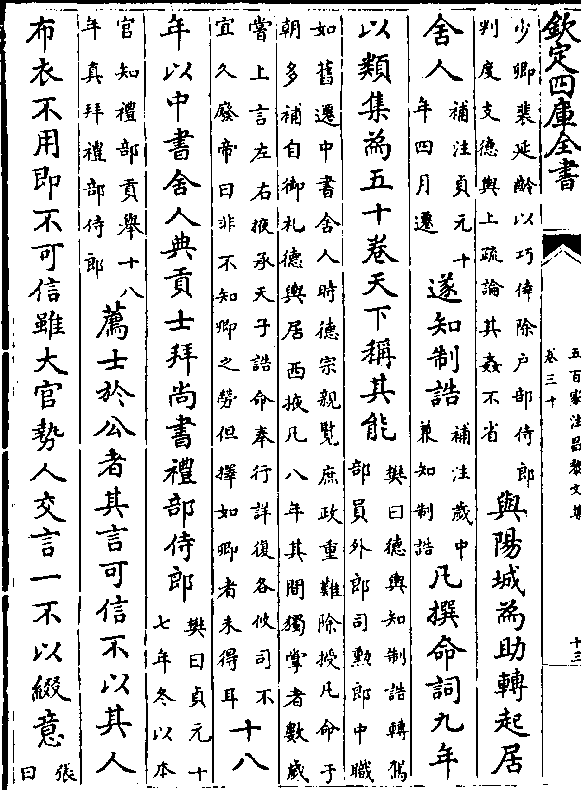 欽定四庫全書
五百家注昌黎文集
卷三十
十三
少卿裴延齡以巧倖除户部侍郎
判度支德輿上疏論其姦不省
與陽城為助轉起居
舍人
補注貞元十
年四月遷
遂知制誥
補注歲中
兼知制誥
凡撰命詞九年
以類集為五十卷天下稱其能
樊曰德輿知制誥轉駕
部員外郎司勲郎中職
如舊遷中書舍人時德宗親覽庶政重難除授凡命于
朝多補自御札德輿居西掖凡八年其間獨掌者數歲
嘗上言左右掖承天子誥命奉行詳復各攸司不
宜久廢帝曰非不知卿之勞但擇如卿者未得耳
十八
年以中書舍人典貢士拜尚書禮部侍郎
樊曰貞元十
七年冬以本
官知禮部貢舉十八
年真拜禮部侍郎
薦士於公者其言可信不以其人
布衣不用即不可信雖大官勢人交言一不以綴意
張
曰